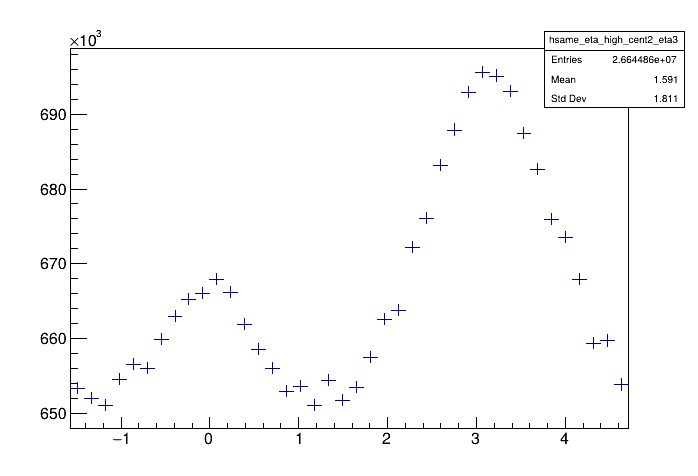 ×10³
hsame_eta_high_cent2_eta3
Entries 2.664486e+07
Mean 1.591
Std Dev 1.811
690
680
670
660
650
−1 0 1 2 3 4